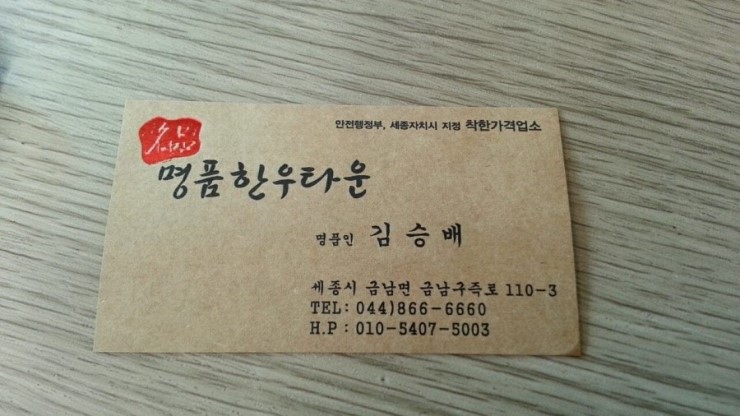 안전행정부, 세종자치시 지정 착한가격업소
명품한우타운
명품인 김승배
세종시 금남면 금남구즉로 110-3
TEL: 044)866-6660
H.P : 010-5407-5003